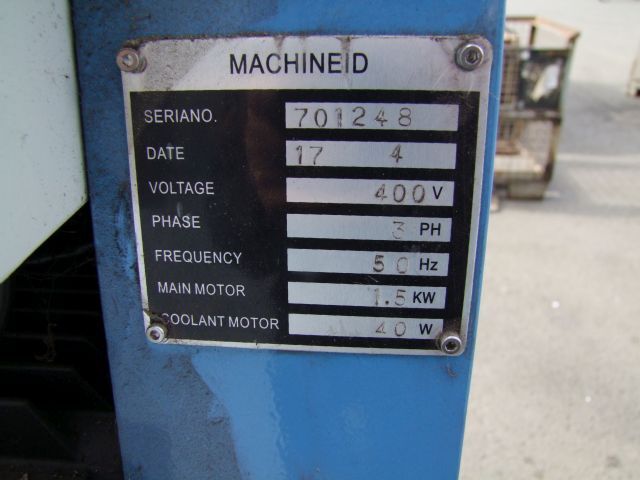 MACHINEID
SERIANO. 701248
DATE 17 4
VOLTAGE 400 V
PHASE 3 PH
FREQUENCY 50 Hz
MAIN MOTOR 1.5 KW
COOLANT MOTOR 40 W